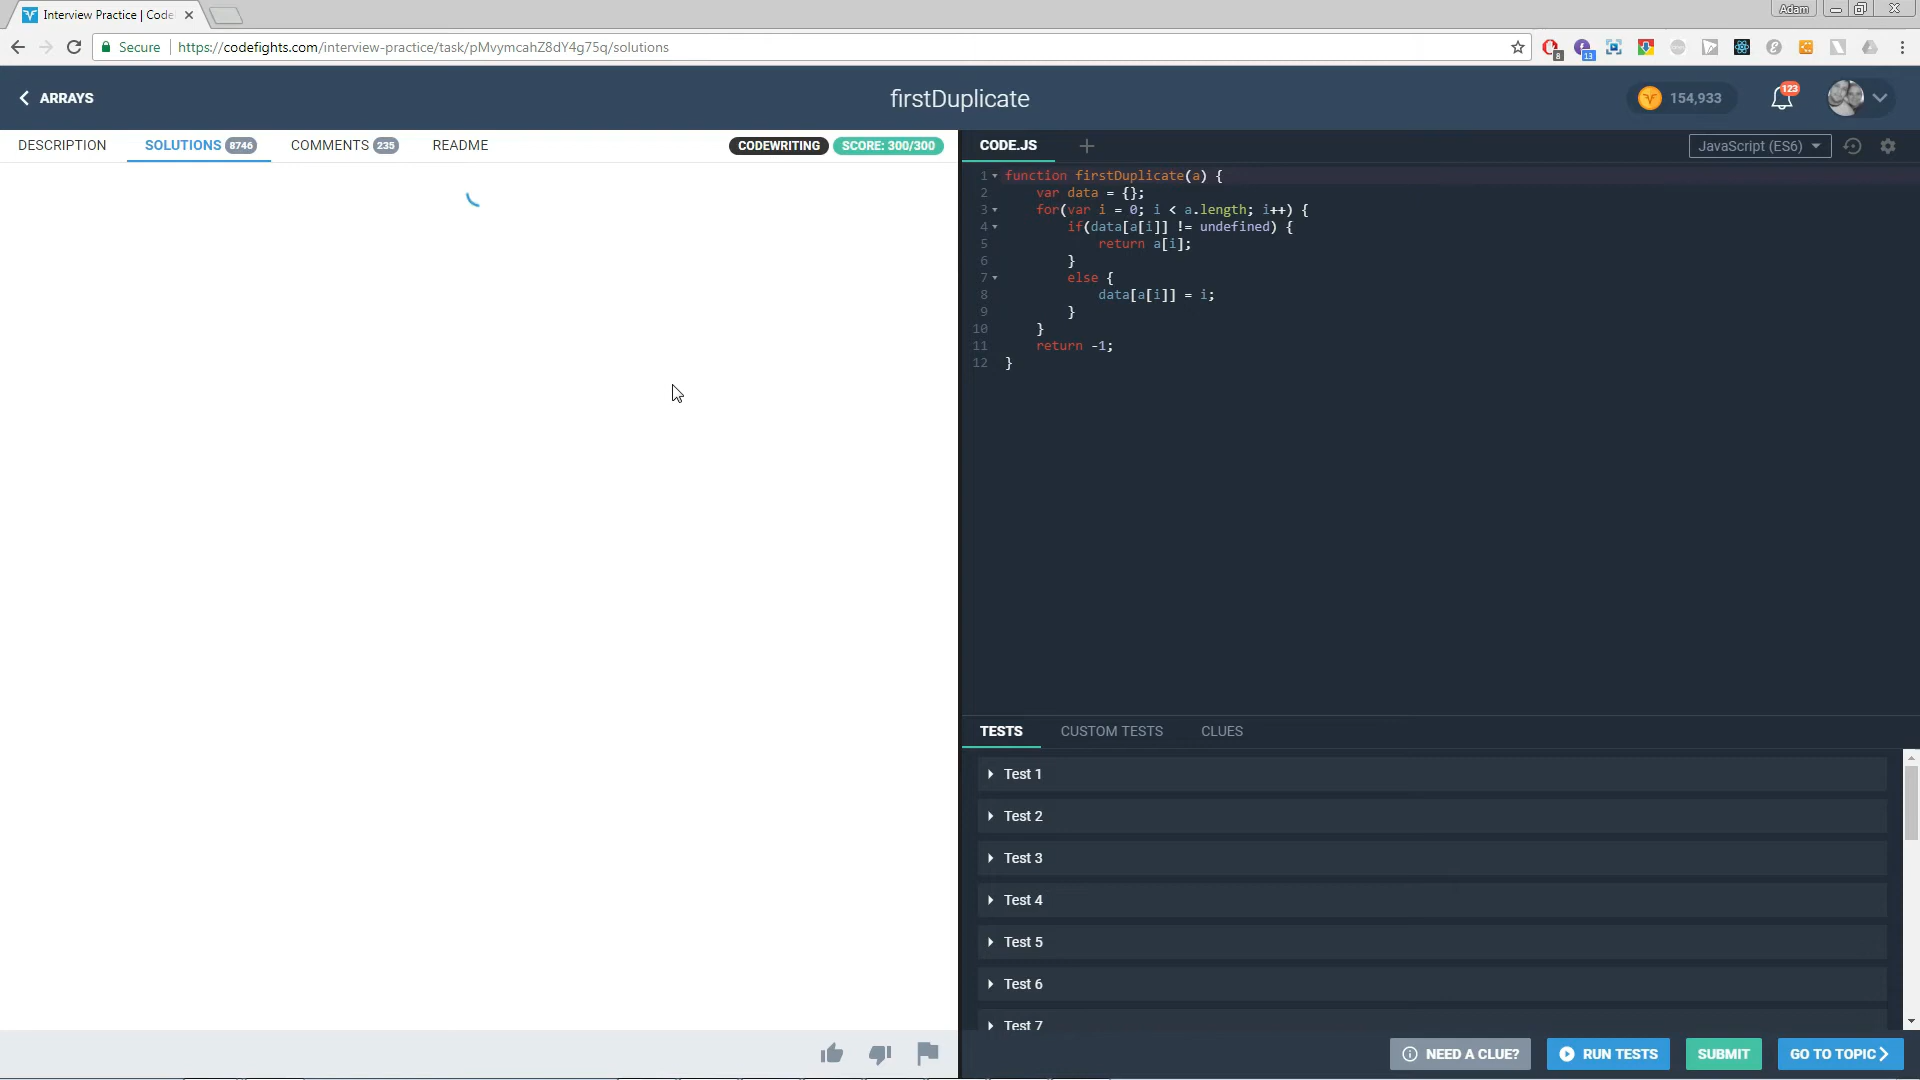 Interview Practice | Code
Adam
Secure
https://codefights.com/interview-practice/task/pMvymcahZ8dY4g75q/solutions
8
13
ARRAYS
firstDuplicate
154,933
123
DESCRIPTION
SOLUTIONS 8746
COMMENTS 235
README
CODEWRITING
SCORE: 300/300
CODE.JS
JavaScript (ES6)
1 function firstDuplicate(a) {
2 var data = {};
3 for(var i = 0; i < a.length; i++) {
4 if(data[a[i]] != undefined) {
5 return a[i];
6 }
7 else {
8 data[a[i]] = i;
9 }
10 }
11 return -1;
12 }
TESTS
CUSTOM TESTS
CLUES
Test 1
Test 2
Test 3
Test 4
Test 5
Test 6
Test 7
NEED A CLUE?
RUN TESTS
SUBMIT
GO TO TOPIC